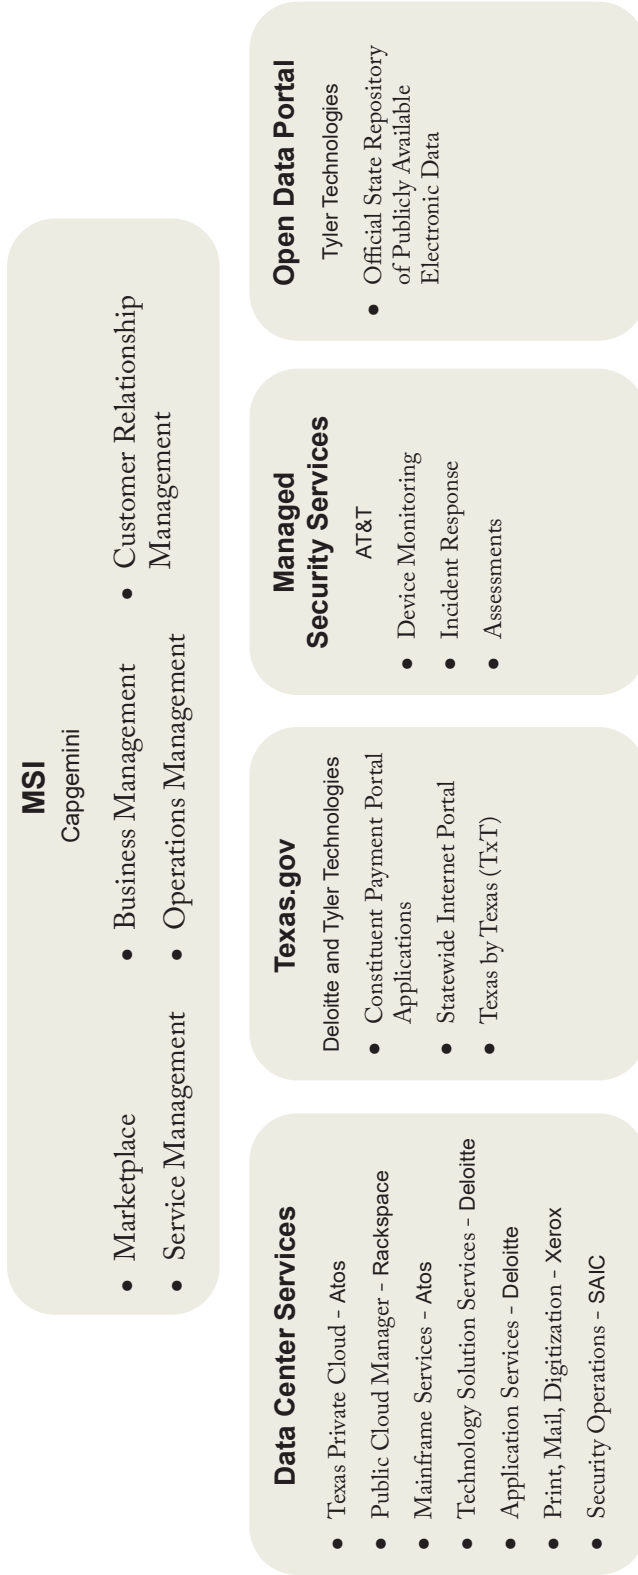 MSI
Capgemini
• Marketplace
• Service Management
• Business Management
• Operations Management
• Customer Relationship
Management
Data Center Services
• Texas Private Cloud - Atos
• Public Cloud Manager - Rackspace
• Mainframe Services - Atos
• Technology Solution Services - Deloitte
• Application Services - Deloitte
• Print, Mail, Digitization - Xerox
• Security Operations - SAIC
Texas.gov
Deloitte and Tyler Technologies
• Constituent Payment Portal
Applications
• Statewide Internet Portal
• Texas by Texas (TxT)
Managed
Security Services
AT&T
• Device Monitoring
• Incident Response
• Assessments
Open Data Portal
Tyler Technologies
• Official State Repository
of Publicly Available
Electronic Data